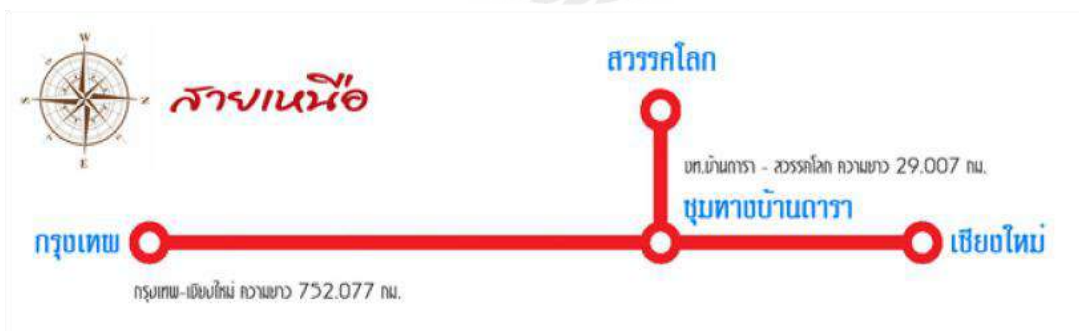 W
สายเหนือ
E
สวรรคโลก
ชท.บ้านดารา - สวรรคโลก ความยาว 29.007 กม.
ชุมทางบ้านดารา
กรุงเทพ
เชียงใหม่
กรุงเทพ-เชียงใหม่ ความยาว 752.077 กม.